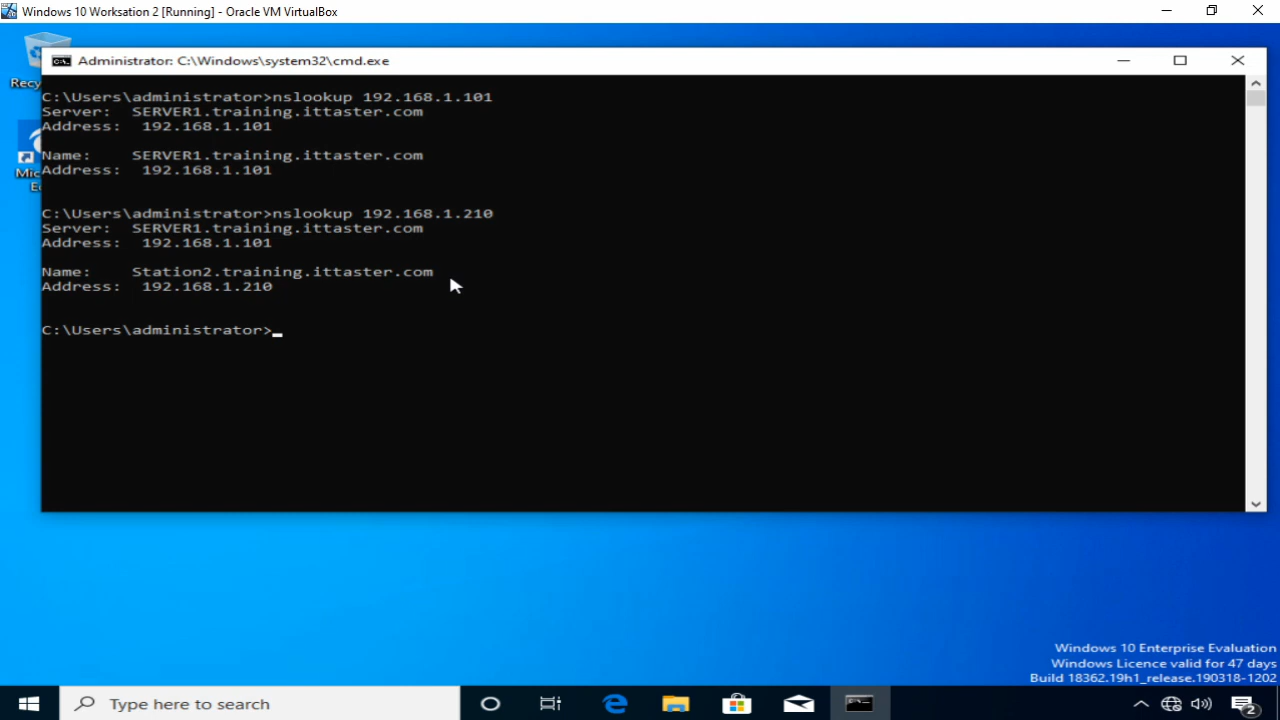 Windows 10 Worksation 2 [Running] - Oracle VM VirtualBox
Administrator: C:\Windows\system32\cmd.exe
Recy
C:\Users\administrator>nslookup 192.168.1.101
Server:  SERVER1.training.ittaster.com
Address:  192.168.1.101
Name:    SERVER1.training.ittaster.com
Address:  192.168.1.101
Mic
E
C:\Users\administrator>nslookup 192.168.1.210
Server:  SERVER1.training.ittaster.com
Address:  192.168.1.101
Name:    Station2.training.ittaster.com
Address:  192.168.1.210
C:\Users\administrator>
Windows 10 Enterprise Evaluation
Windows Licence valid for 47 days
Build 18362.19h1_release.190318-1202
Type here to search
2